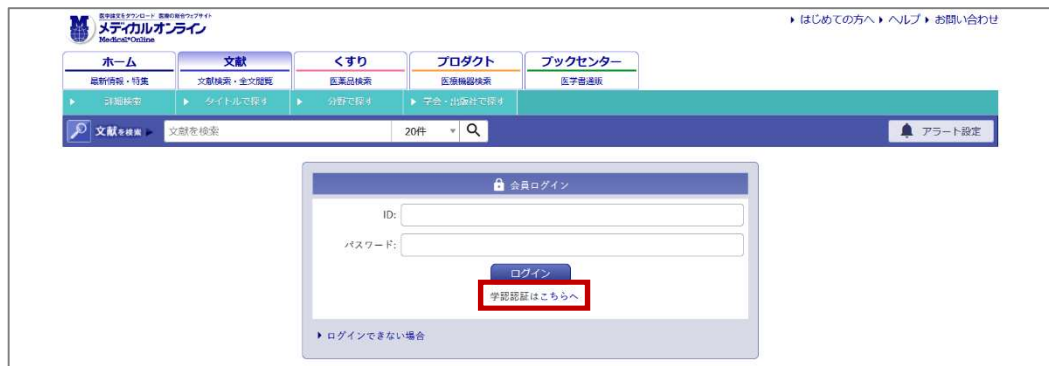 医学論文をダウンロード 医療の総合ウェブサイト
メディカルオンライン
Medical*Online
はじめての方へ ヘルプ お問い合わせ
ホーム 文献 くすり プロダクト ブックセンター
最新情報・特集 文献検索・全文閲覧 医薬品検索 医療機器検索 医学書通販
詳細検索 タイトルで探す 分野で探す 学会・出版社で探す
文献を検索 文献を検索 20件 アラート設定
会員ログイン
ID:
パスワード:
ログイン
学認認証はこちらへ
ログインできない場合